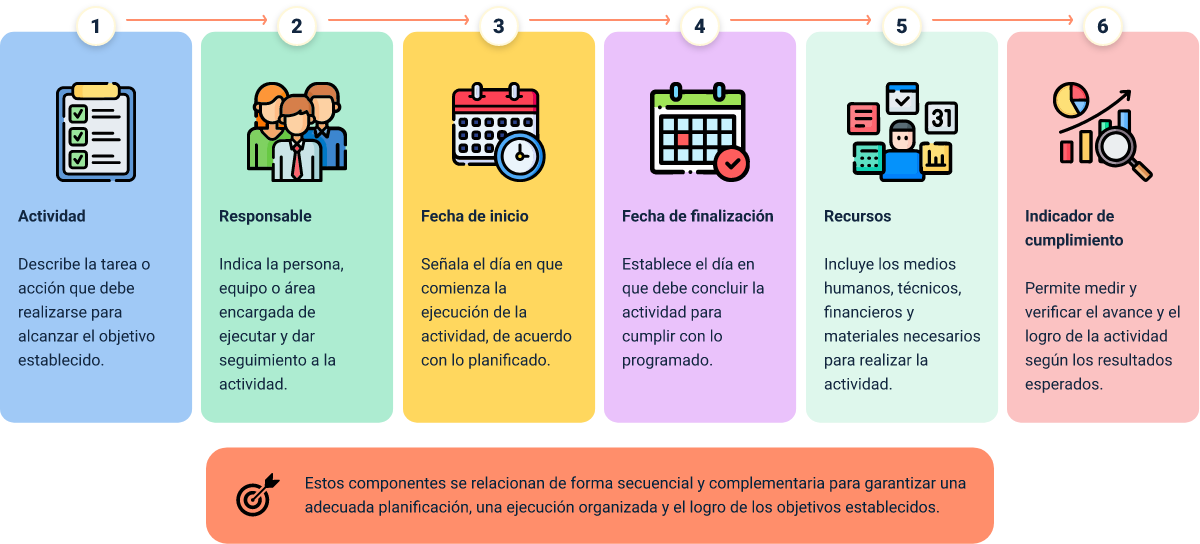 1
2
3
4
5
6
Actividad
Describe la tarea o
acción que debe
realizarse para
alcanzar el objetivo
establecido.
Responsable
Indica la persona,
equipo o área
encargada de
ejecutar y dar
seguimiento a la
actividad.
Fecha de inicio
Señala el día en que
comienza la
ejecución de la
actividad, de acuerdo
con lo planificado.
Fecha de finalización
Establece el día en
que debe concluir la
actividad para
cumplir con lo
programado.
31
Recursos
Incluye los medios
humanos, técnicos,
financieros y
materiales necesarios
para realizar la
actividad.
Indicador de
cumplimiento
Permite medir y
verificar el avance y el
logro de la actividad
según los resultados
esperados.
Estos componentes se relacionan de forma secuencial y complementaria para garantizar una
adecuada planificación, una ejecución organizada y el logro de los objetivos establecidos.